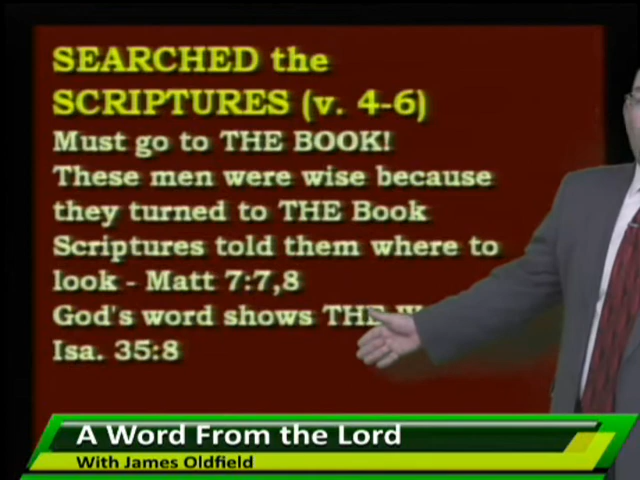 SEARCHED the
SCRIPTURES (v. 4-6)
Must go to THE BOOK!
These men were wise because
they turned to THE Book
Scriptures told them where to
look - Matt 7:7,8
God's word shows THE
Isa. 35:8
A Word From the Lord
With James Oldfield